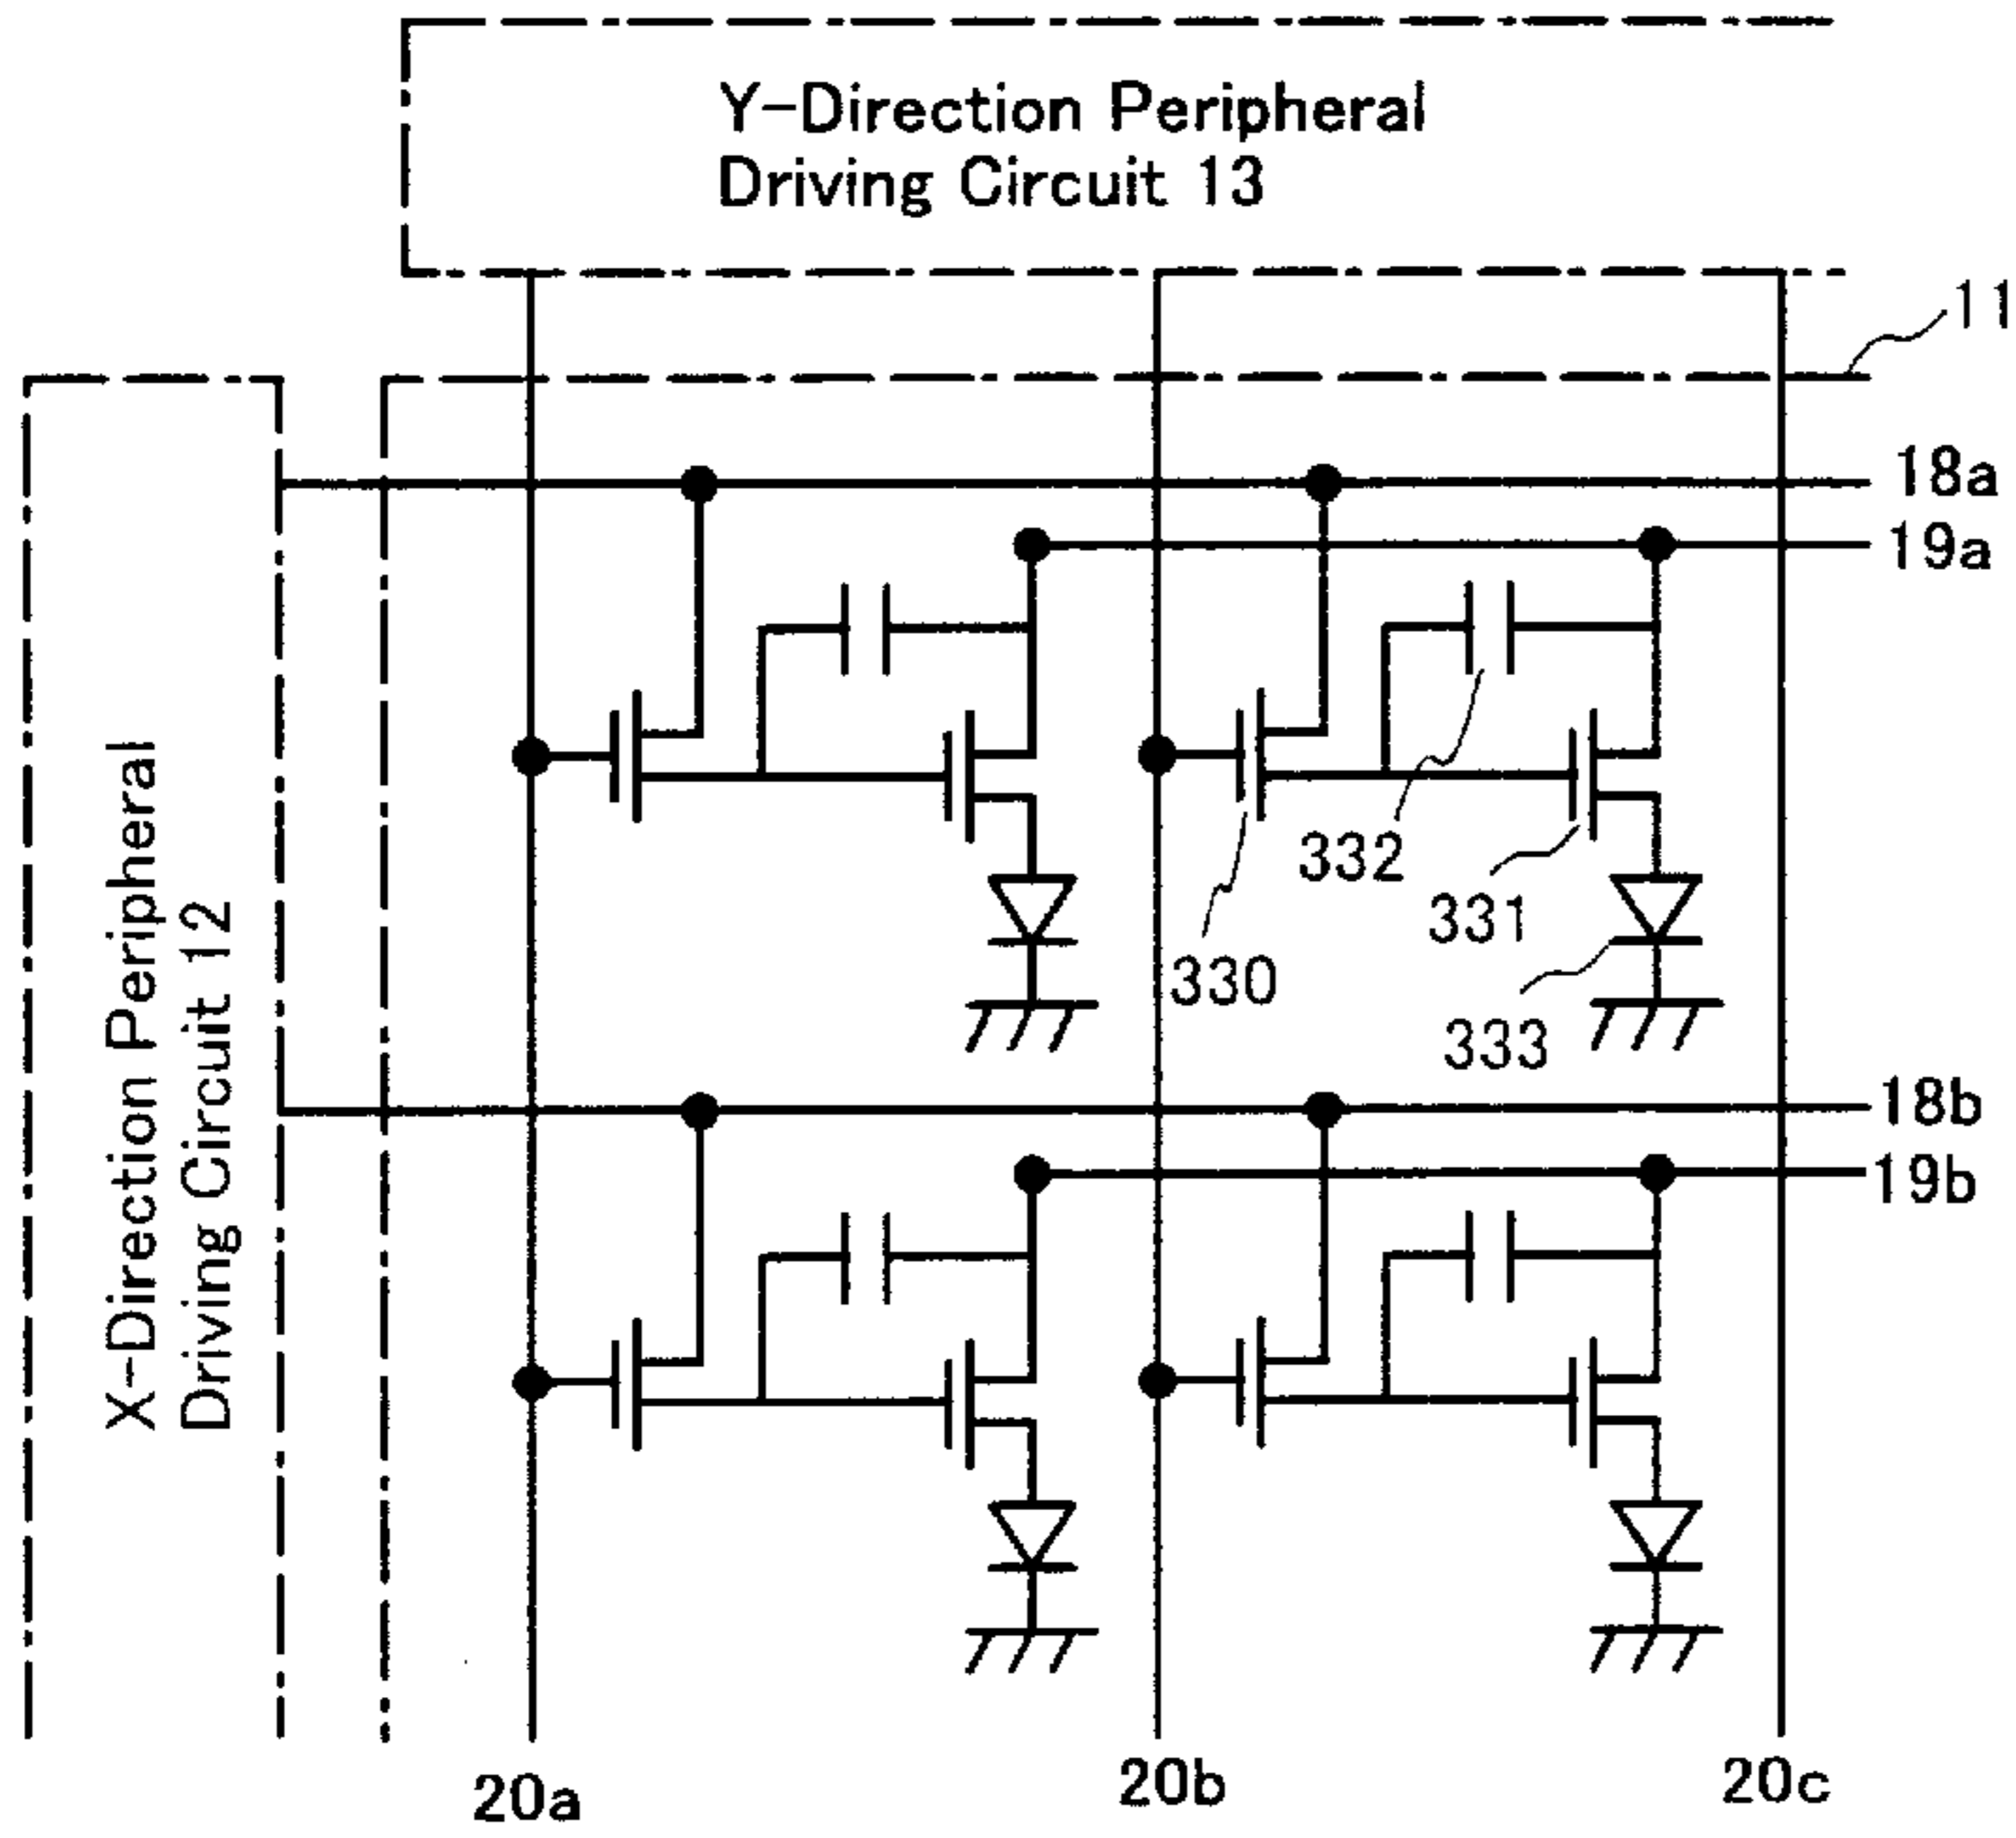 Y-Direction Peripheral
Driving Circuit 13
11
18a
19a
332
331
330
333
18b
19b
X-Direction Peripheral
Driving Circuit 12
20a
20b
20c